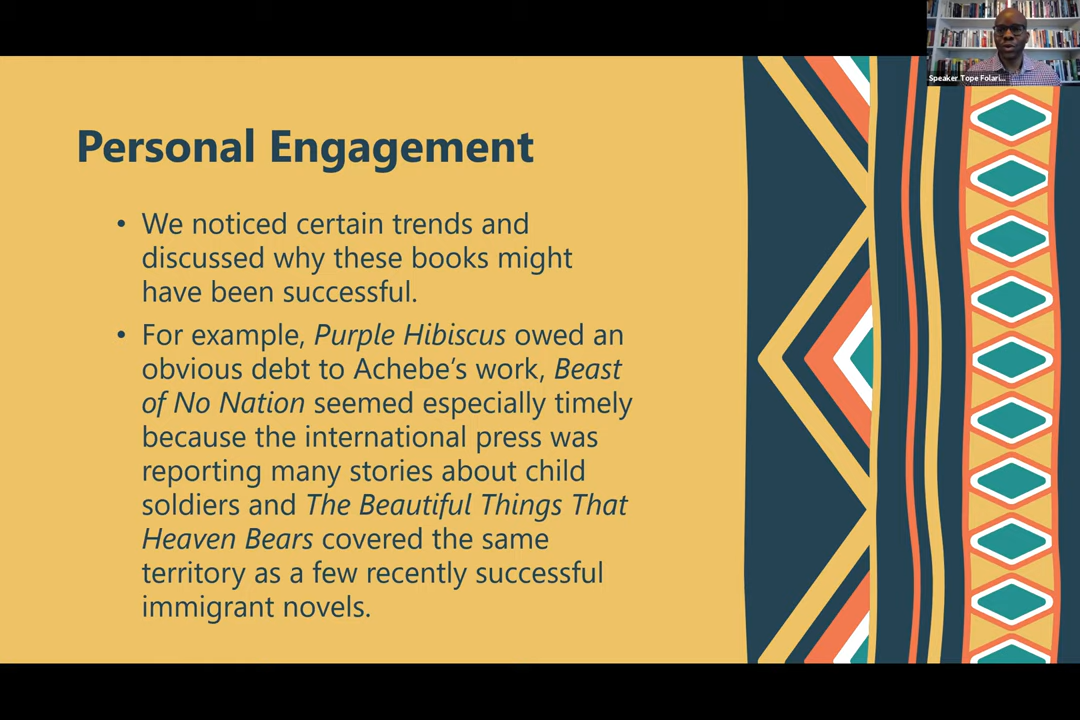 Speaker Tope Folari...
Personal Engagement
• We noticed certain trends and
discussed why these books might
have been successful.
• For example, Purple Hibiscus owed an
obvious debt to Achebe's work, Beast
of No Nation seemed especially timely
because the international press was
reporting many stories about child
soldiers and The Beautiful Things That
Heaven Bears covered the same
territory as a few recently successful
immigrant novels.